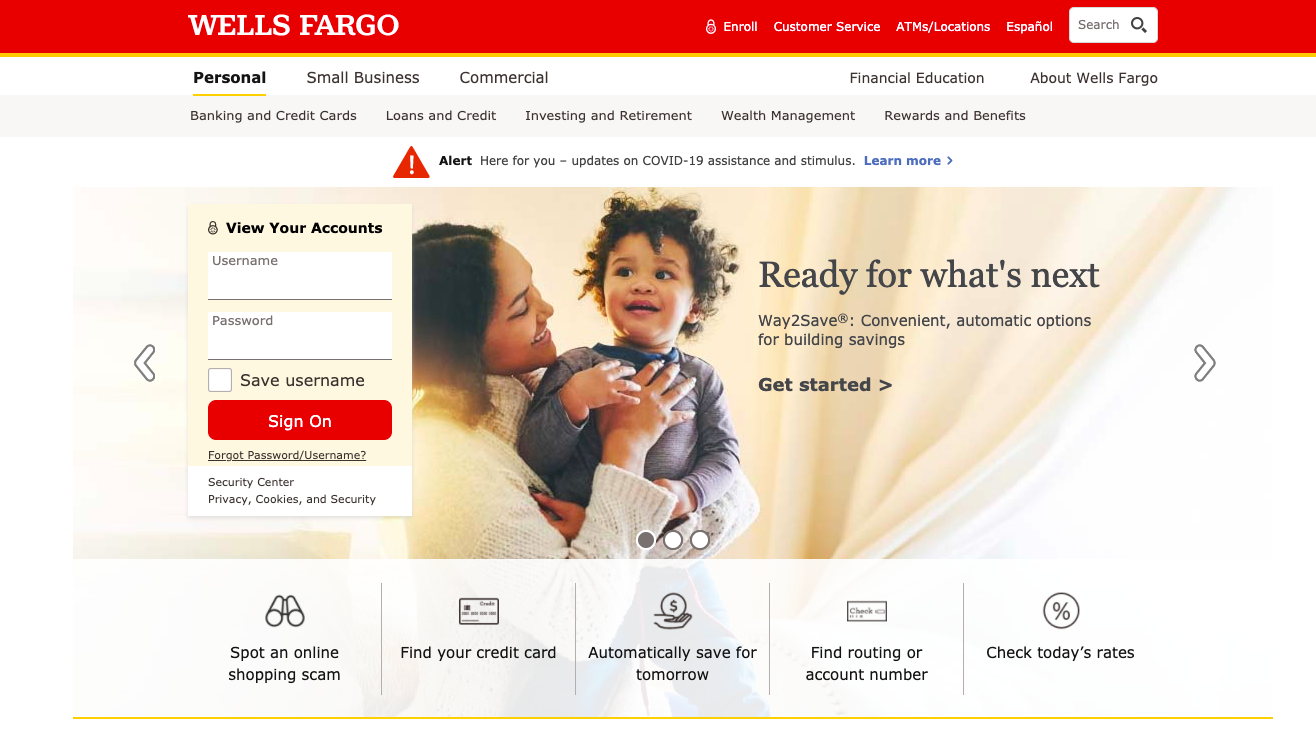 WELLS FARGO
Enroll
Customer Service
ATMs/Locations
Español
Search
Personal
Small Business
Commercial
Financial Education
About Wells Fargo
Banking and Credit Cards
Loans and Credit
Investing and Retirement
Wealth Management
Rewards and Benefits
Alert Here for you – updates on COVID-19 assistance and stimulus. Learn more >
View Your Accounts
Username
Password
Save username
Sign On
Forgot Password/Username?
Security Center
Privacy, Cookies, and Security
Ready for what's next
Way2Save®: Convenient, automatic options
for building savings
Get started >
Spot an online
shopping scam
Credit
Find your credit card
$
Automatically save for
tomorrow
Check
Find routing or
account number
%
Check today’s rates